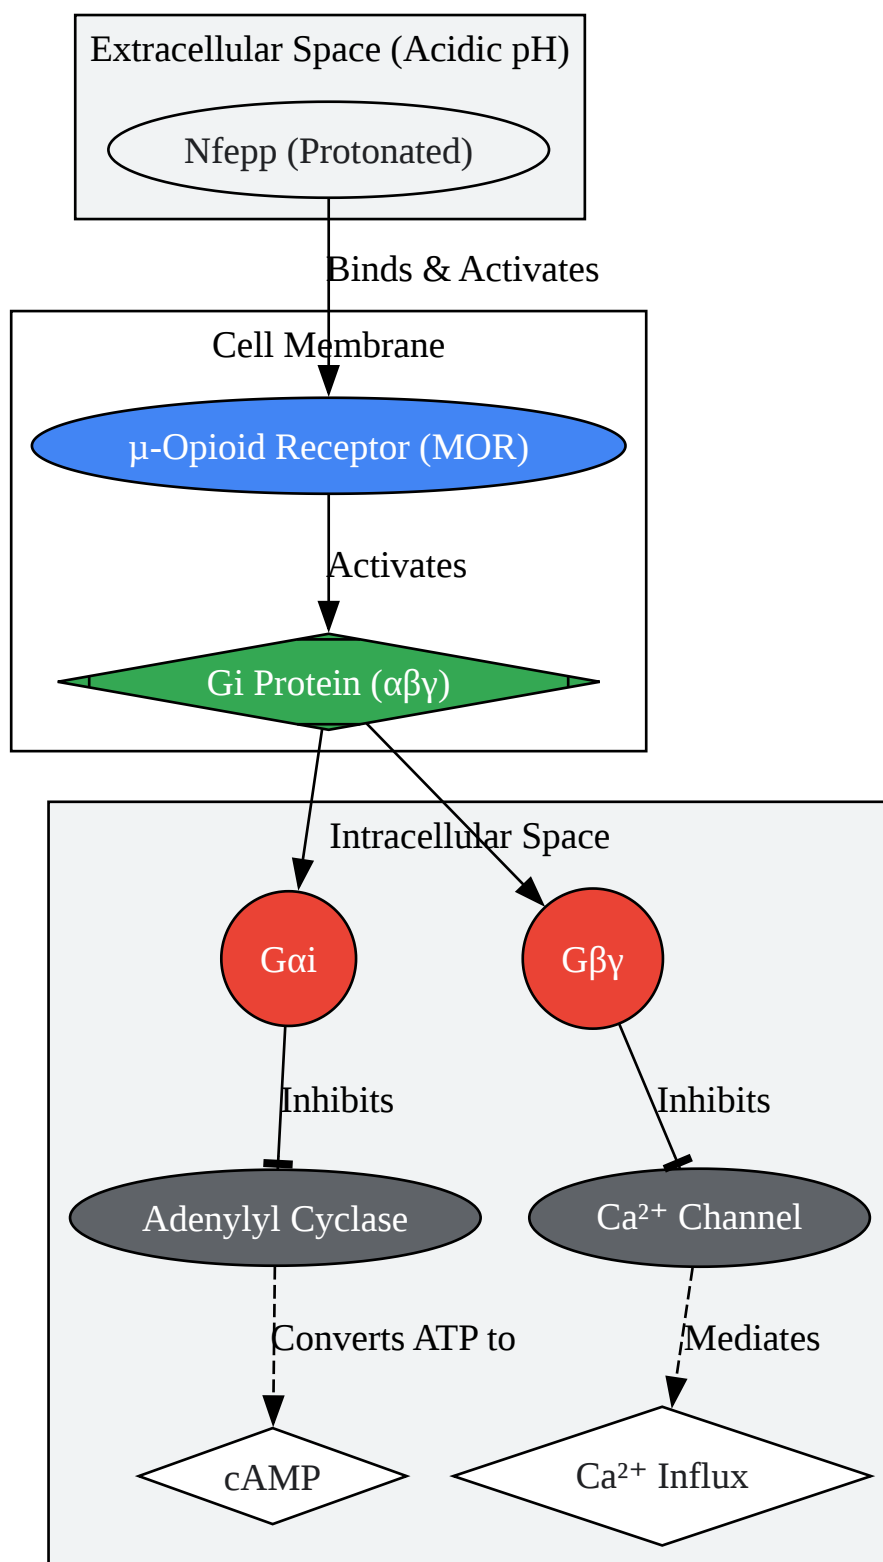 Extracellular Space (Acidic pH)
Nfepp (Protonated)
Binds & Activates
Cell Membrane
µ-Opioid Receptor (MOR)
Activates
Gi Protein (αβγ)
Intracellular Space
Gαi
Gβγ
Inhibits
Inhibits
Adenylyl Cyclase
Ca²⁺ Channel
Converts ATP to
Mediates
cAMP
Ca²⁺ Influx